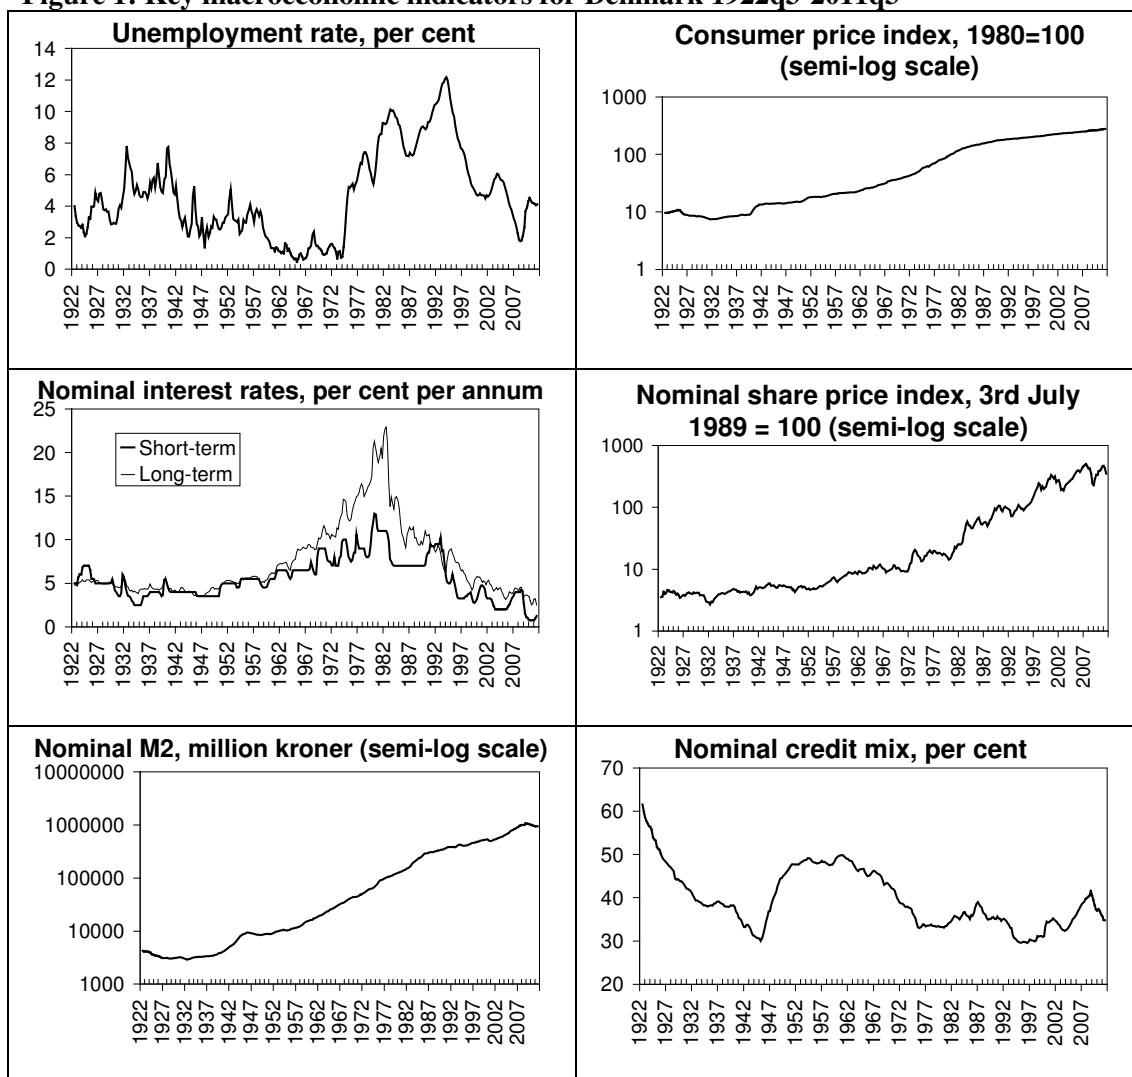 Figure 1: Key macroeconomic indicators for Denmark 1922q3-2011q3
Unemployment rate, per cent
14
12
10
8
6
4
2
0
1922 1927 1932 1937 1942 1947 1952 1957 1962 1967 1972 1977 1982 1987 1992 1997 2002 2007
Consumer price index, 1980=100
(semi-log scale)
1000
100
10
1
1922 1927 1932 1937 1942 1947 1952 1957 1962 1967 1972 1977 1982 1987 1992 1997 2002 2007
Nominal interest rates, per cent per annum
25
20
15
10
5
0
Short-term
Long-term
1922 1927 1932 1937 1942 1947 1952 1957 1962 1967 1972 1977 1982 1987 1992 1997 2002 2007
Nominal share price index, 3rd July
1989 = 100 (semi-log scale)
1000
100
10
1
1922 1927 1932 1937 1942 1947 1952 1957 1962 1967 1972 1977 1982 1987 1992 1997 2002 2007
Nominal M2, million kroner (semi-log scale)
10000000
1000000
100000
10000
1000
1922 1927 1932 1937 1942 1947 1952 1957 1962 1967 1972 1977 1982 1987 1992 1997 2002 2007
Nominal credit mix, per cent
70
60
50
40
30
20
1922 1927 1932 1937 1942 1947 1952 1957 1962 1967 1972 1977 1982 1987 1992 1997 2002 2007